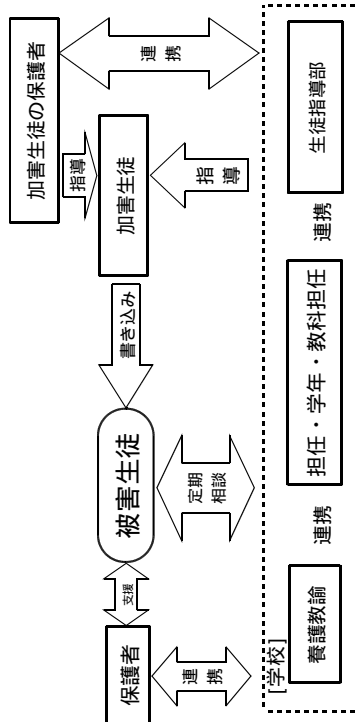 加害生徒の保護者
連携
指導
加害生徒
指導
生徒指導部
連携
書き込み
担任・学年・教科担任
被害生徒
定期
相談
連携
支援
保護者
連携
[学校]
養護教諭